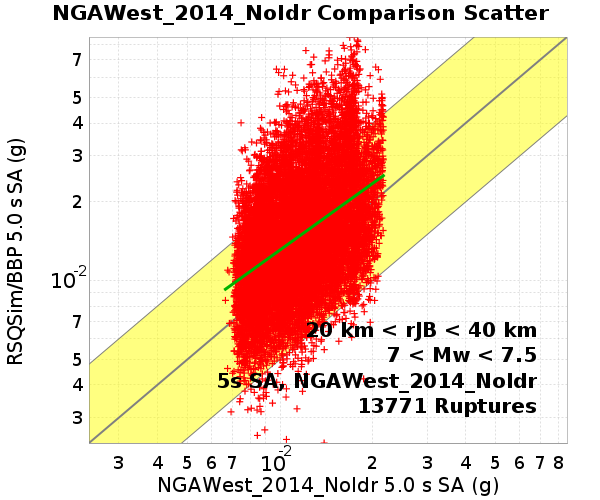 NGAWest_2014_NoIdr Comparison Scatter
RSQSim/BBP 5.0 s SA (g)
7
5
4
3
2
10-2
7
5
4
3
20 km < rJB < 40 km
7 < Mw < 7.5
5s SA, NGAWest_2014_NoIdr
13771 Ruptures
3 4 5 6 7 10-2 2 3 4 5 6 7 8
NGAWest_2014_NoIdr 5.0 s SA (g)